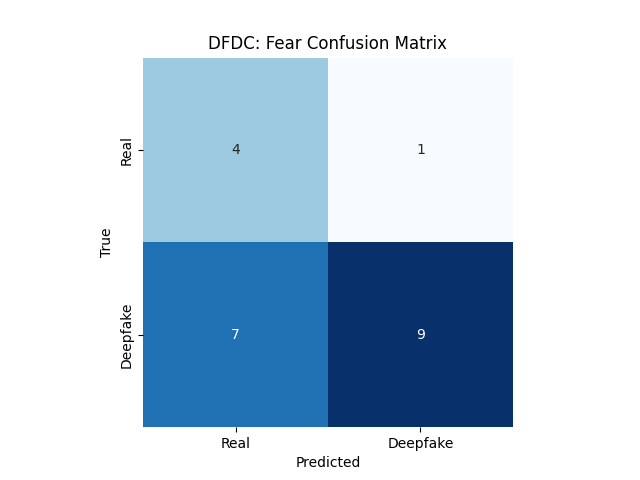 DFDC: Fear Confusion Matrix
True
Real
4 1
Deepfake
7 9
Real Deepfake
Predicted